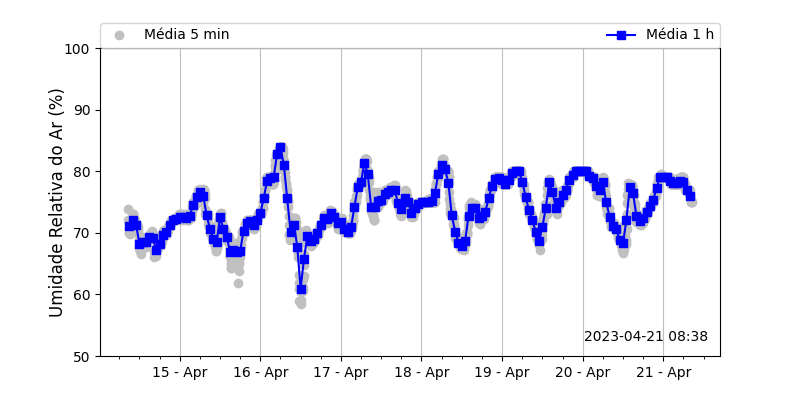 Média 5 min
Média 1 h
Umidade Relativa do Ar (%)
100
90
80
70
60
50
2023-04-21 08:38
15 - Apr
16 - Apr
17 - Apr
18 - Apr
19 - Apr
20 - Apr
21 - Apr